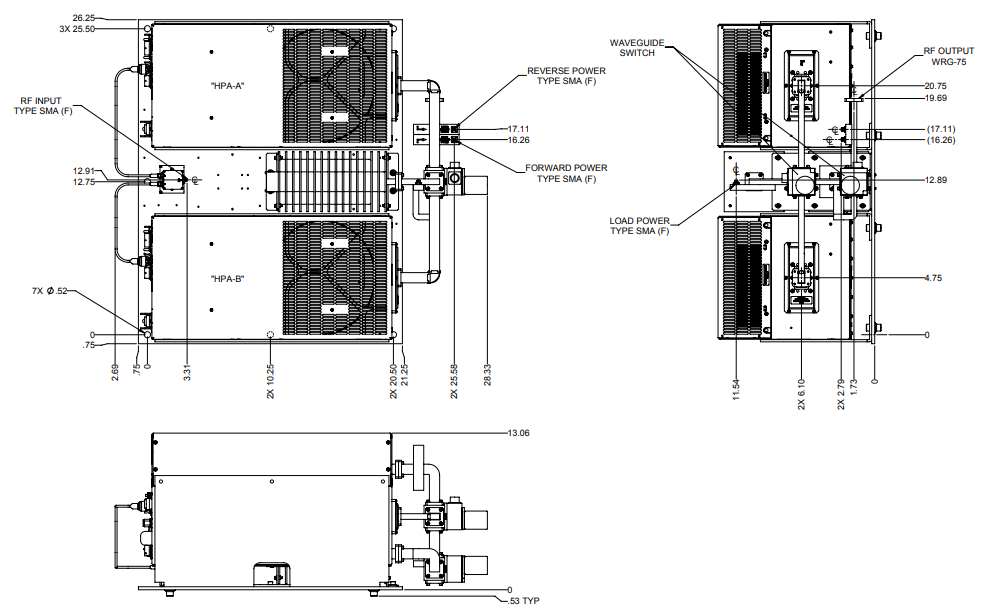 26.25
3X 25.50
"HPA-A"
RF INPUT
TYPE SMA (F)
REVERSE POWER
TYPE SMA (F)
17.11
16.26
FORWARD POWER
TYPE SMA (F)
12.91
12.75
"HPA-B"
7X Ø .52
0
.75
2.69
.75
0
3.31
2X 10.25
2X 20.50
21.25
2X 25.58
28.33
WAVEGUIDE
SWITCH
RF OUTPUT
WRG-75
20.75
19.69
(17.11)
(16.26)
12.89
LOAD POWER
TYPE SMA (F)
4.75
0
11.54
2X 6.10
2X 2.79
1.73
0
13.06
0
.53 TYP